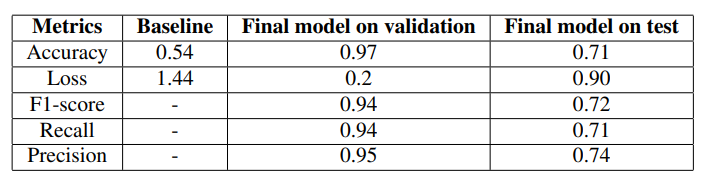 Metrics Baseline Final model on validation Final model on test
Accuracy 0.54 0.97 0.71
Loss 1.44 0.2 0.90
F1-score - 0.94 0.72
Recall - 0.94 0.71
Precision - 0.95 0.74